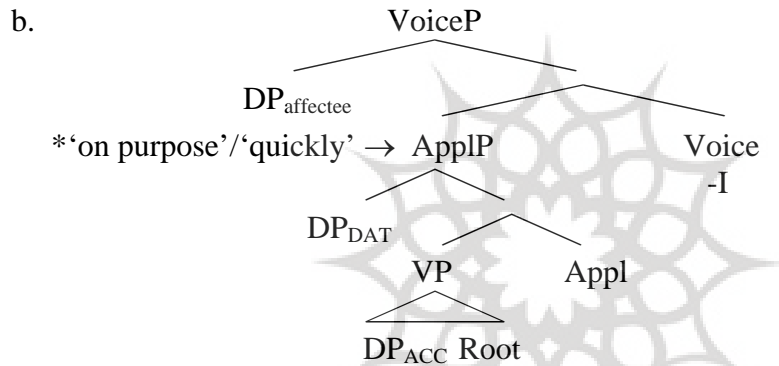 b. VoiceP
DPaffectee
*‘on purpose’/‘quickly’ → ApplP Voice
-I
DPDAT
VP Appl
DPACC Root